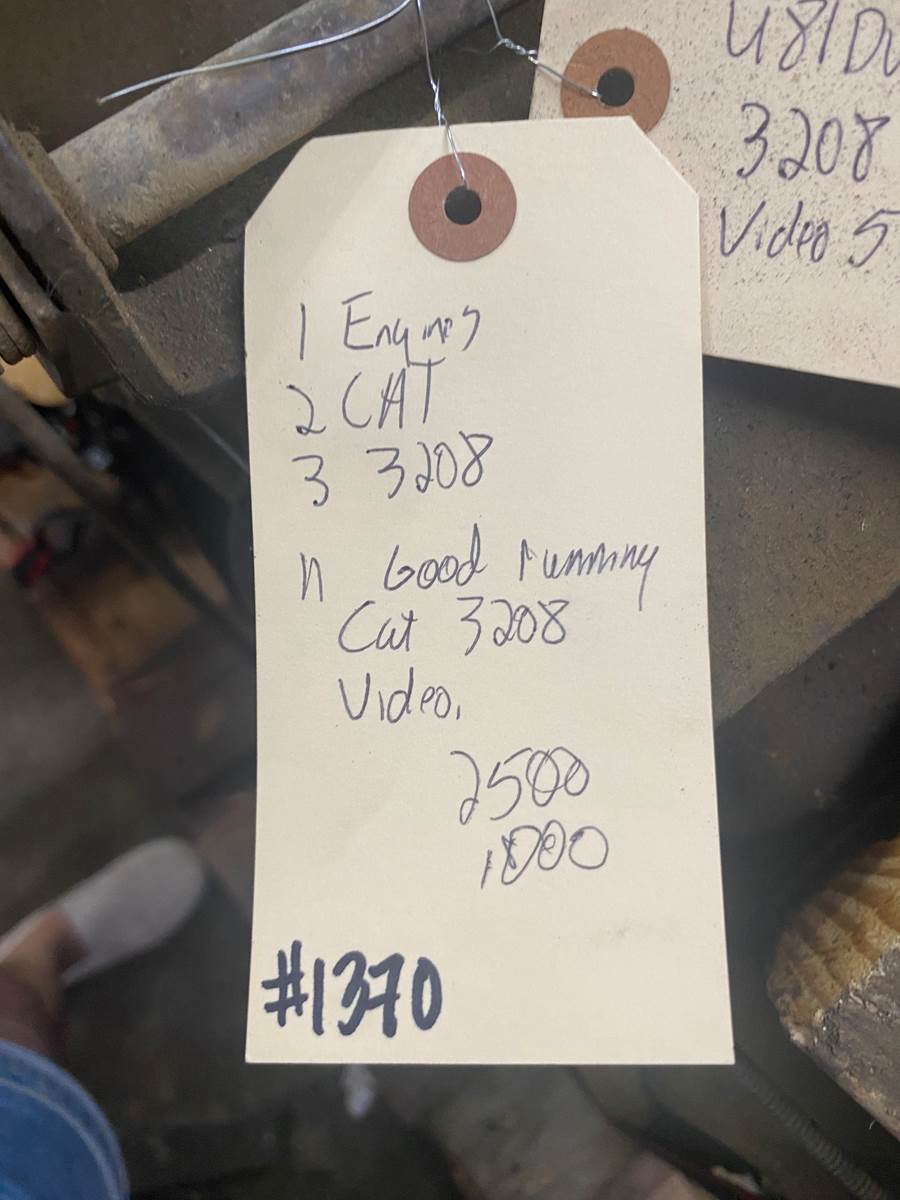 1 Engines
2 CAT
3 3208
n Good running
Cat 3208
Video.
2500
1000
#1370
3208
Video 5